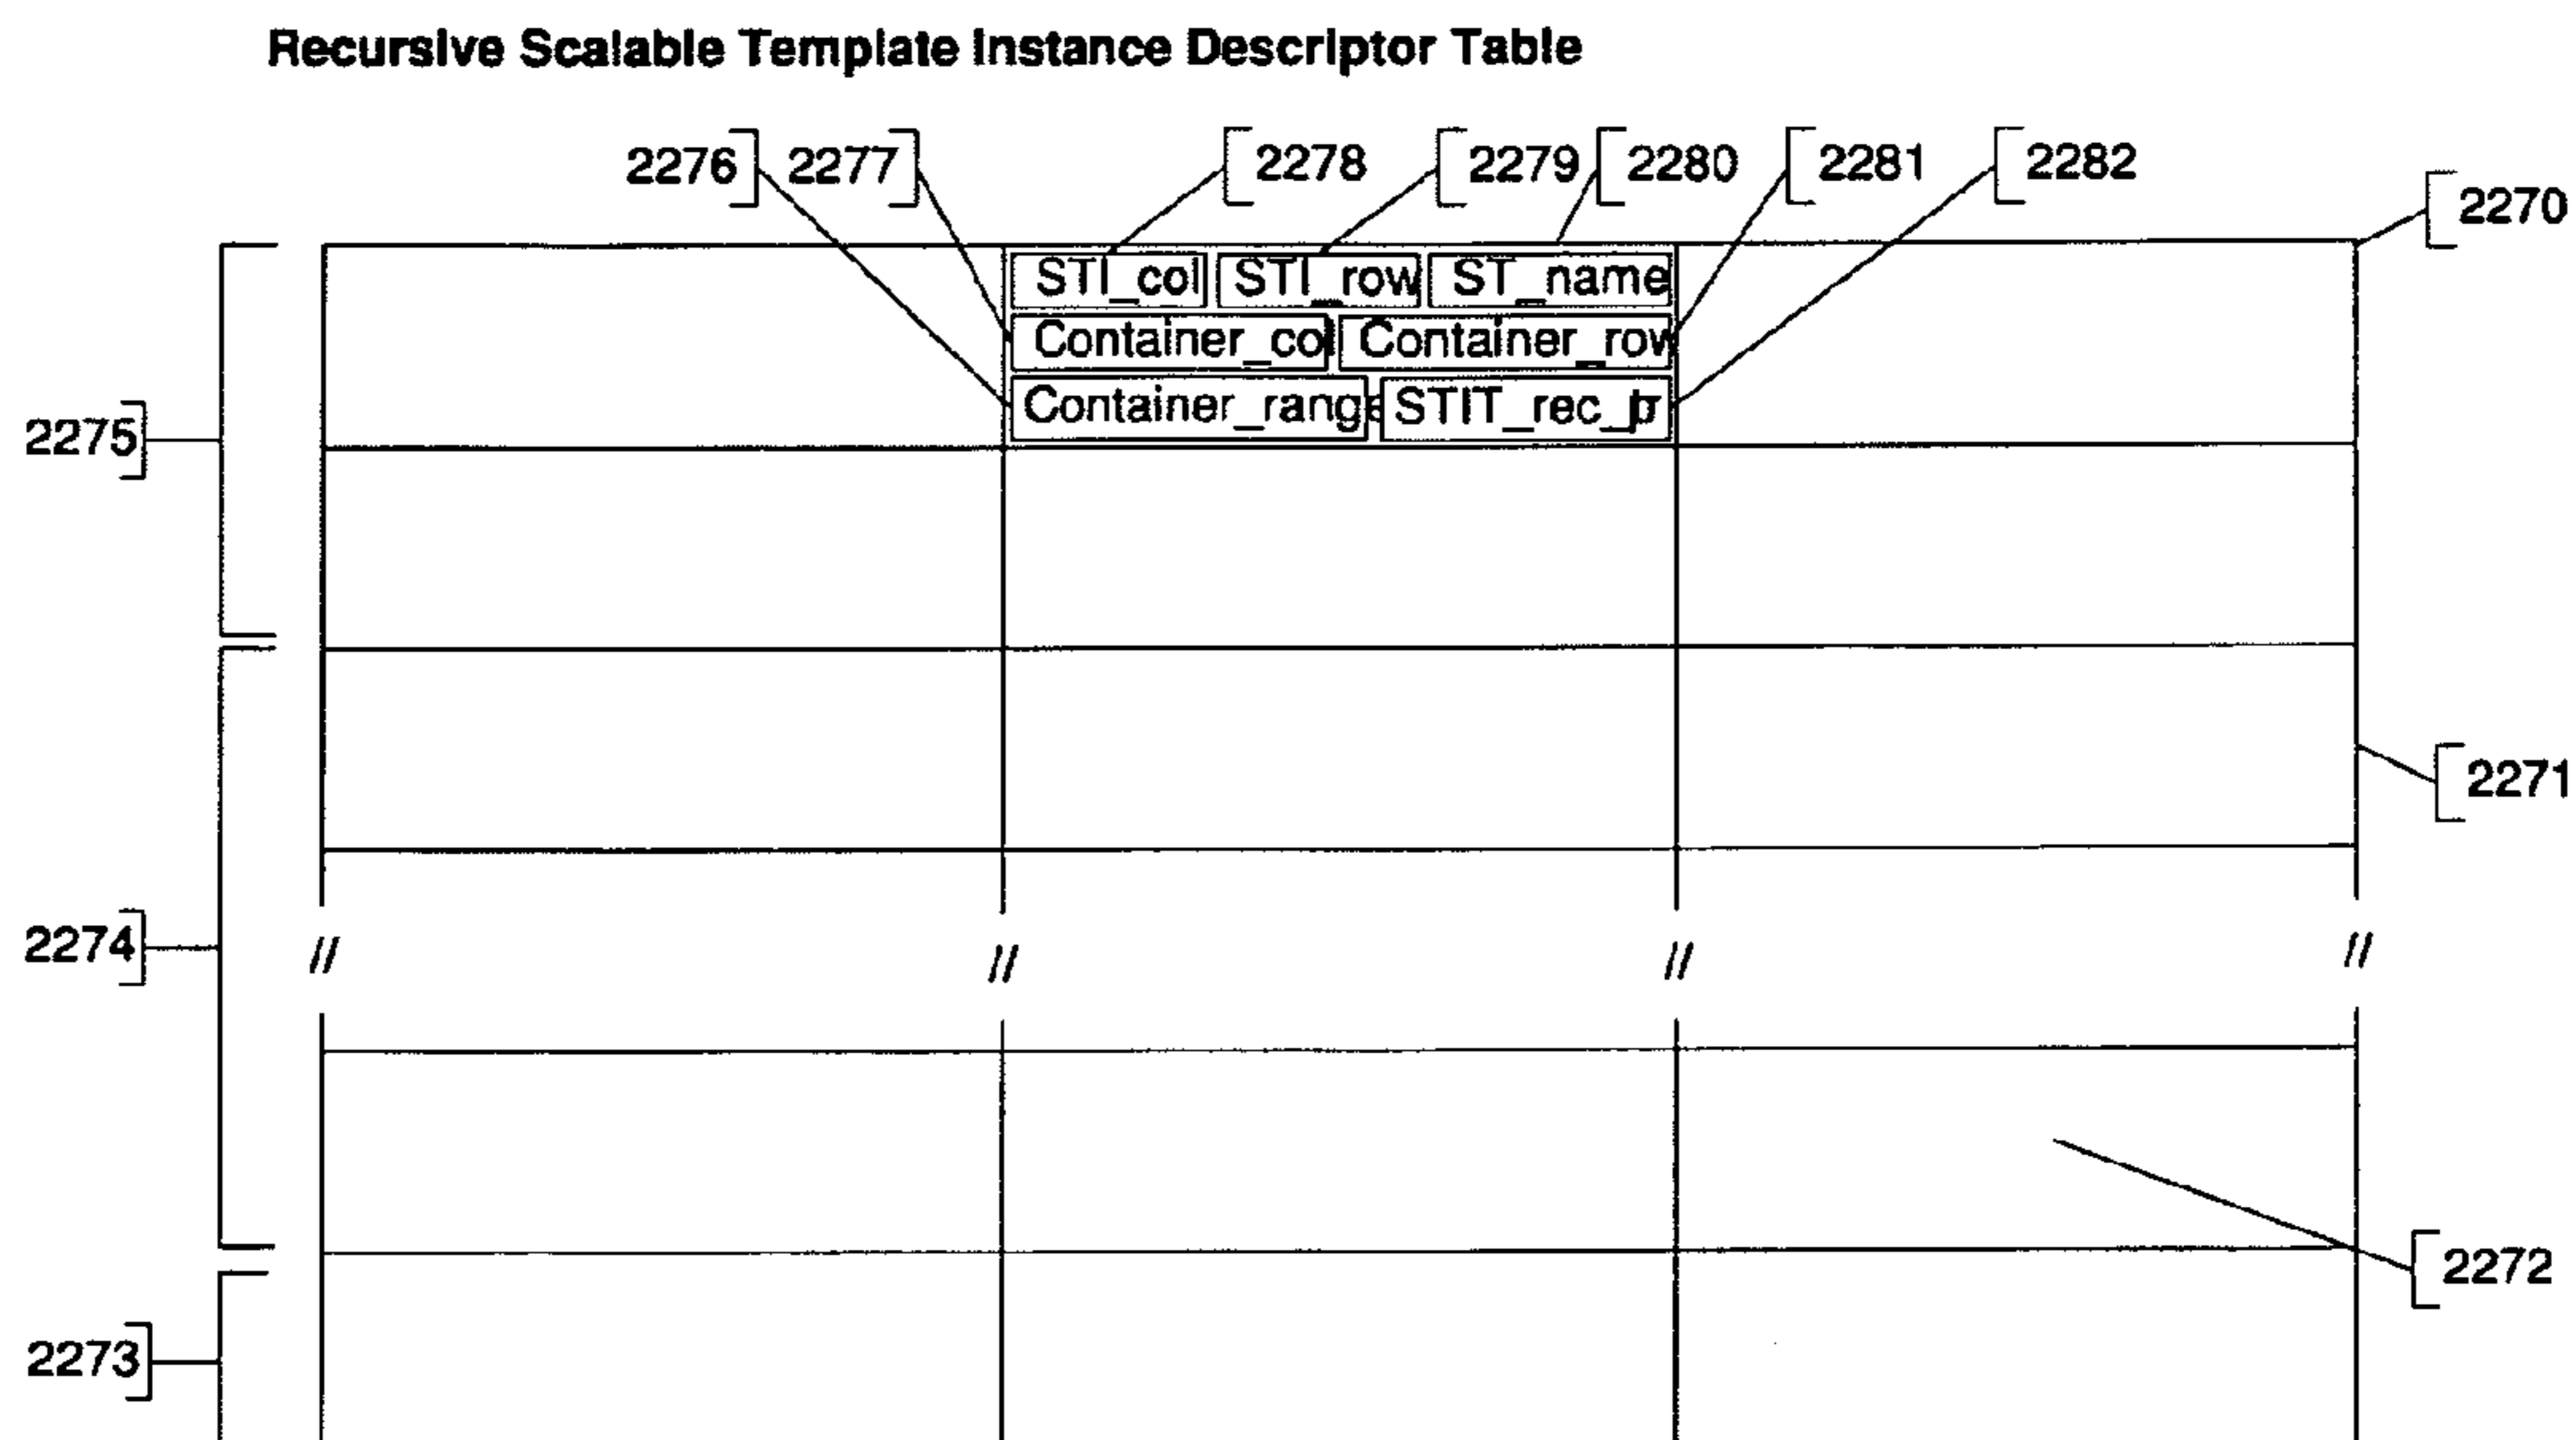 Recursive Scalable Template Instance Descriptor Table
2276 2277 2278 2279 2280 2281 2282
2270
STI_col STI_row ST_name
Container_col Container_row
Container_range
2275
2271
2274
2272
2273